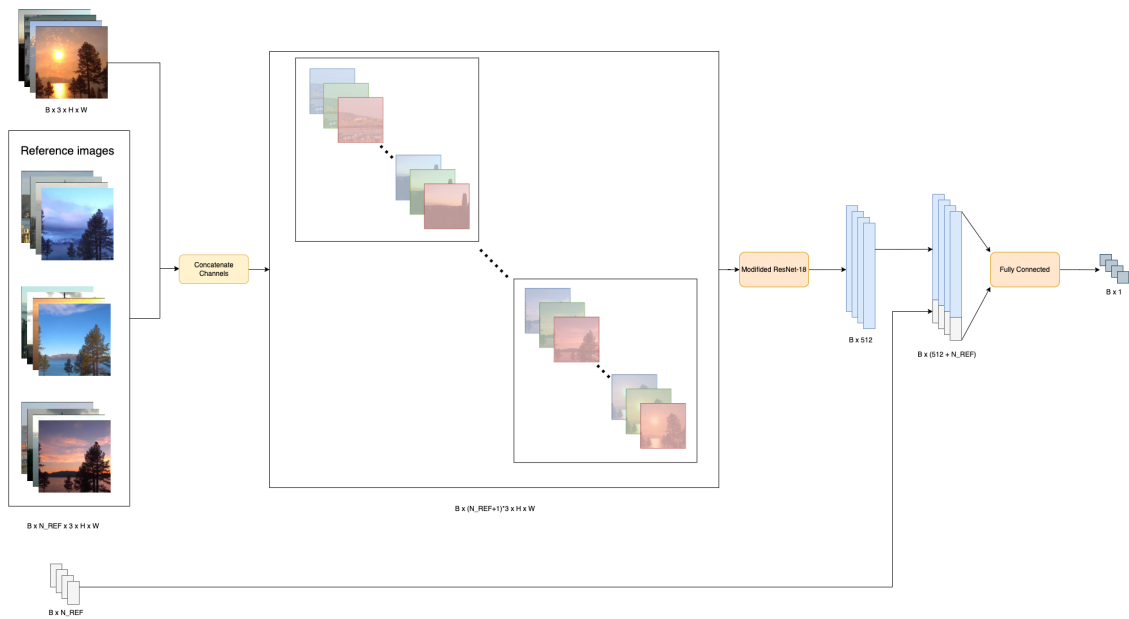 B x 3 x H x W
Reference images
B x N_REF x 3 x H x W
B x N_REF
Concatenate
Channels
B x (N_REF+1)*3 x H x W
Modifided ResNet-18
B x 512
B x (512 + N_REF)
Fully Connected
B x 1